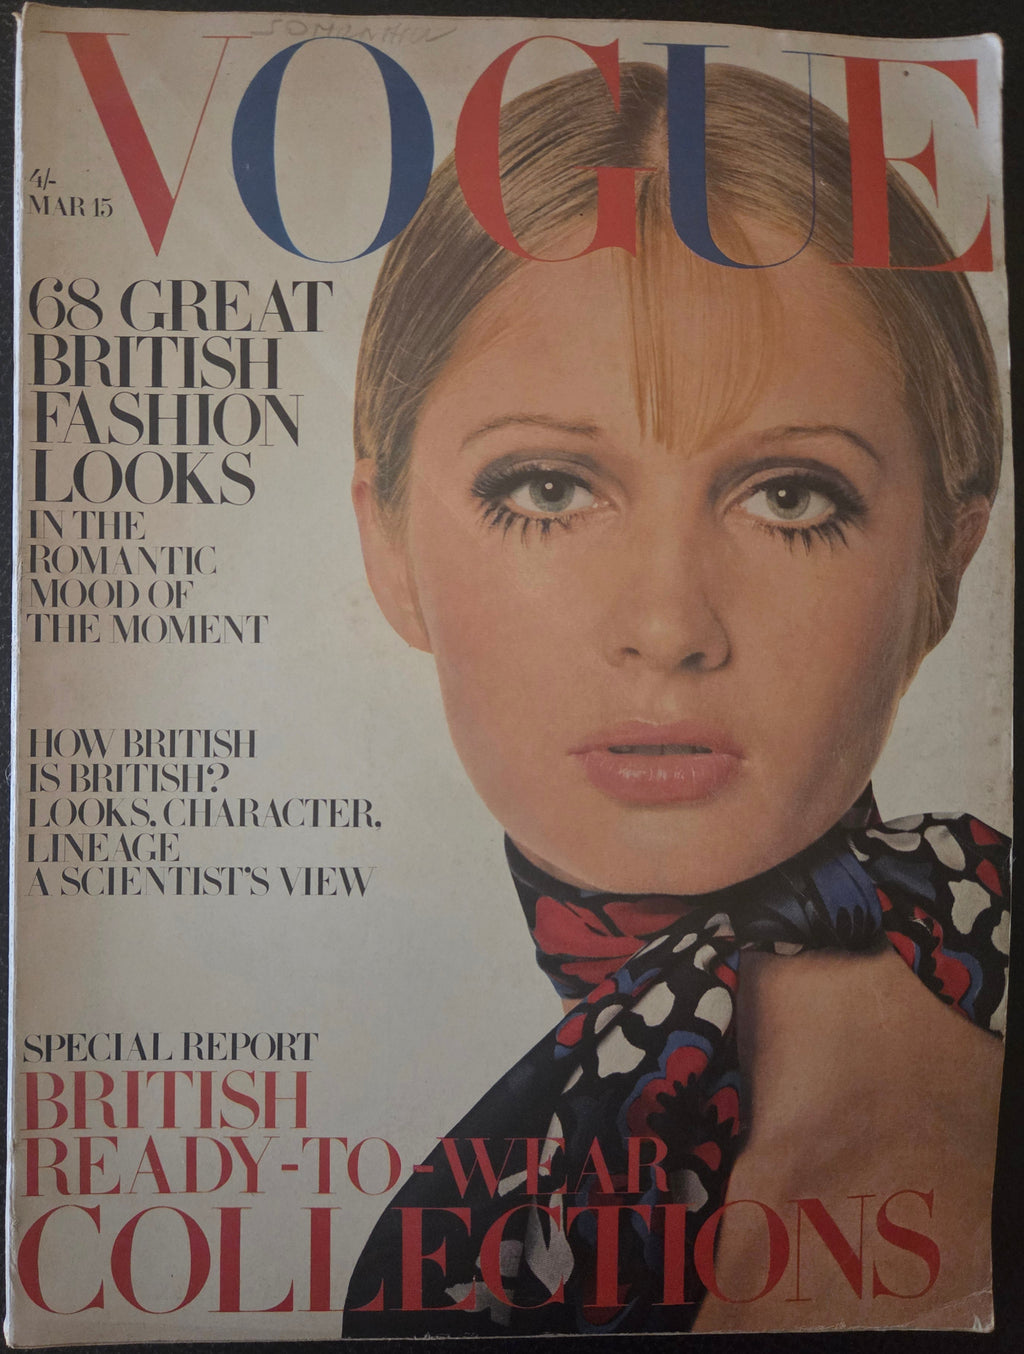 VOGUE
4/-
MAR 15
68 GREAT
BRITISH
FASHION
LOOKS
IN THE
ROMANTIC
MOOD OF
THE MOMENT
HOW BRITISH
IS BRITISH?
LOOKS, CHARACTER,
LINEAGE
A SCIENTIST'S VIEW
SPECIAL REPORT
BRITISH
READY-TO-WEAR
COLLECTIONS